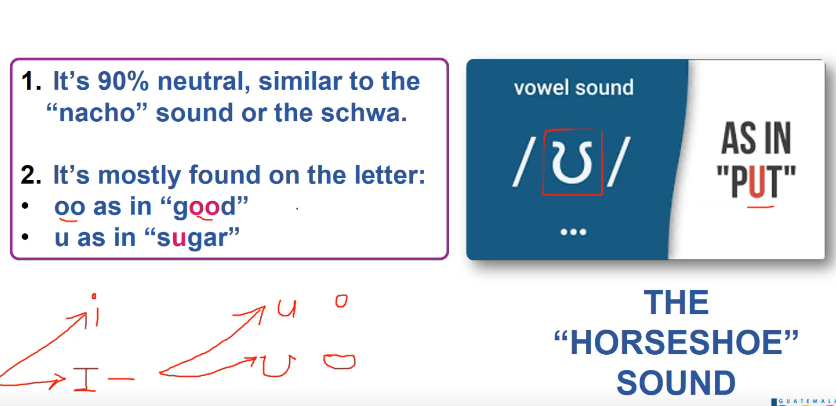 1. It's 90% neutral, similar to the
“nacho” sound or the schwa.
2. It's mostly found on the letter:
• oo as in “good”
• u as in “sugar”
vowel sound
/ʊ/
...
AS IN
"PUT"
THE
“HORSESHOE”
SOUND
i
I –
u o
ʊ
GUATEMALA